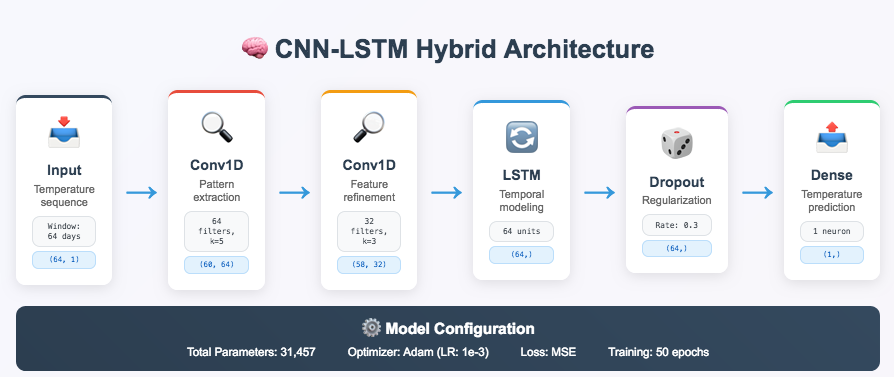 CNN-LSTM Hybrid Architecture
Input
Temperature
sequence
Window:
64 days
(64, 1)
Conv1D
Pattern
extraction
64
filters,
k=5
(60, 64)
Conv1D
Feature
refinement
32
filters,
k=3
(58, 32)
LSTM
Temporal
modeling
64 units
(64,)
Dropout
Regularization
Rate: 0.3
(64,)
Dense
Temperature
prediction
1 neuron
(1,)
Model Configuration
Total Parameters: 31,457 Optimizer: Adam (LR: 1e-3) Loss: MSE Training: 50 epochs